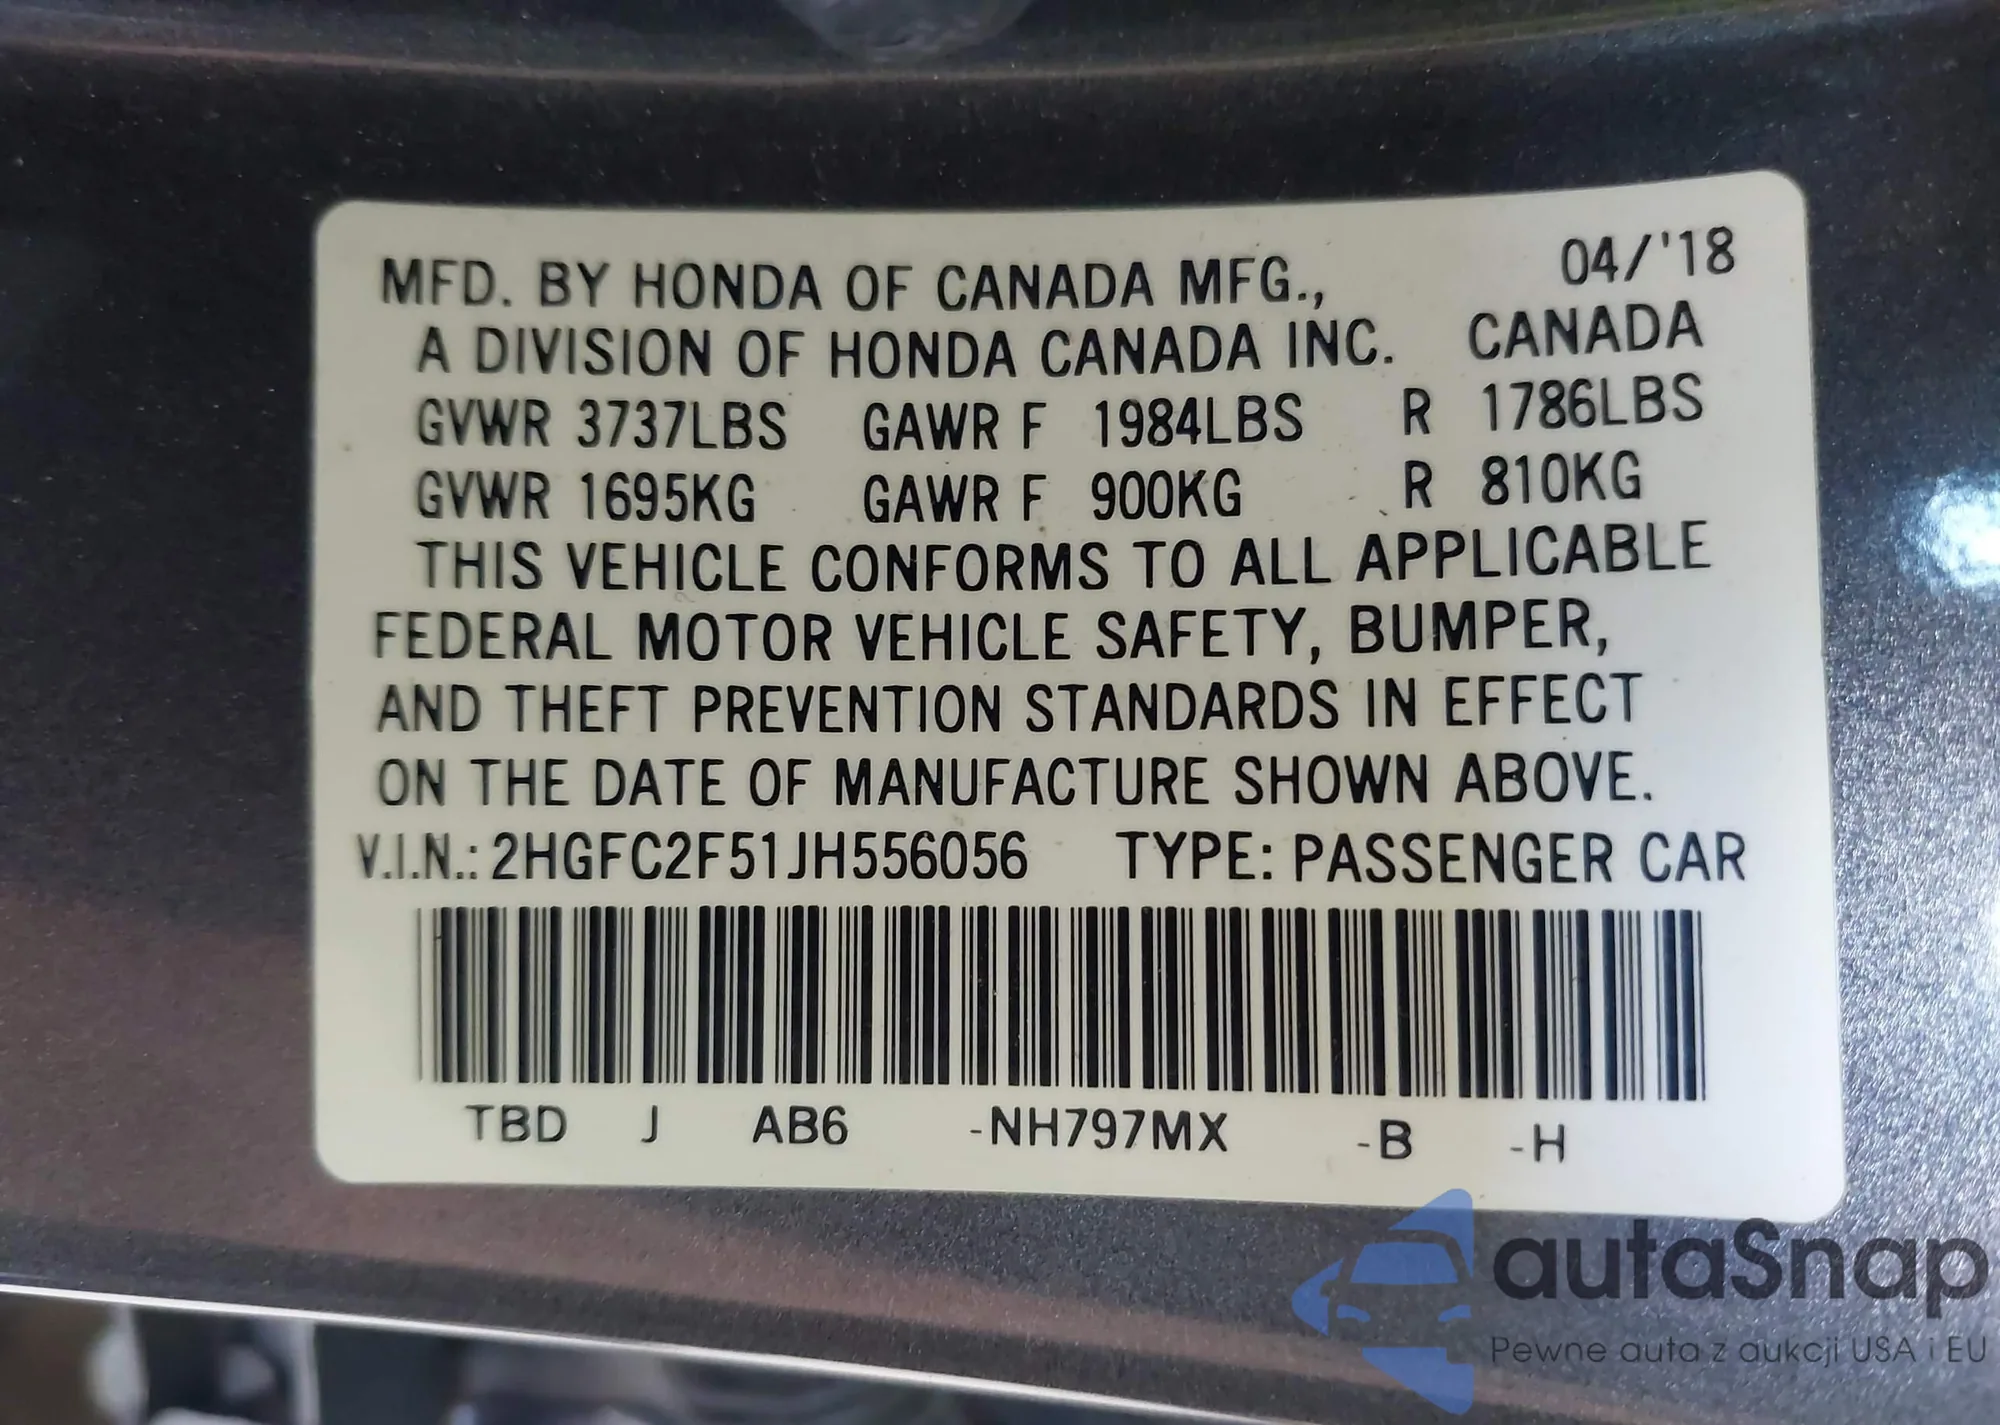 MFD. BY HONDA OF CANADA MFG., 04/'18
A DIVISION OF HONDA CANADA INC. CANADA
GVWR 3737LBS GAWR F 1984LBS R 1786LBS
GVWR 1695KG GAWR F 900KG R 810KG
THIS VEHICLE CONFORMS TO ALL APPLICABLE
FEDERAL MOTOR VEHICLE SAFETY, BUMPER,
AND THEFT PREVENTION STANDARDS IN EFFECT
ON THE DATE OF MANUFACTURE SHOWN ABOVE.
V.I.N.: 2HGFC2F51JH556056 TYPE: PASSENGER CAR
TBD J AB6 -NH797MX -B -H
autaSnap
Pewne auta z aukcji USA i EU